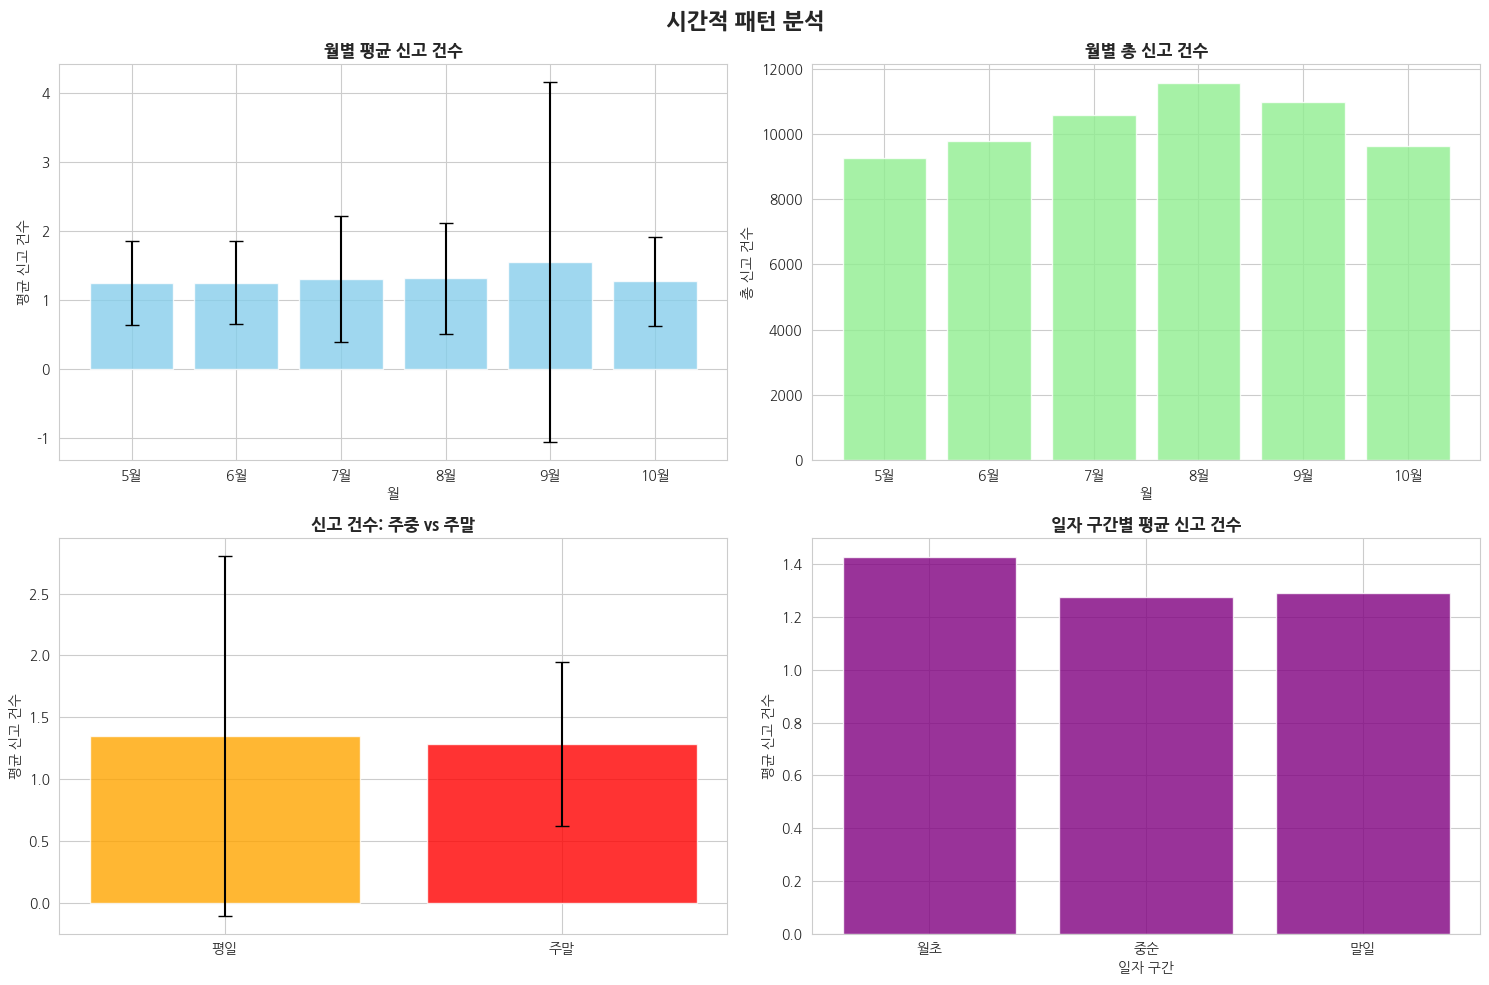 시간적 패턴 분석
월별 평균 신고 건수
평균 신고 건수
4
3
2
1
0
-1
5월 6월 7월 8월 9월 10월
월
월별 총 신고 건수
총 신고 건수
12000
10000
8000
6000
4000
2000
0
5월 6월 7월 8월 9월 10월
월
신고 건수: 주중 vs 주말
평균 신고 건수
2.5
2.0
1.5
1.0
0.5
0.0
평일 주말
일자 구간별 평균 신고 건수
평균 신고 건수
1.4
1.2
1.0
0.8
0.6
0.4
0.2
0.0
월초 중순 말일
일자 구간